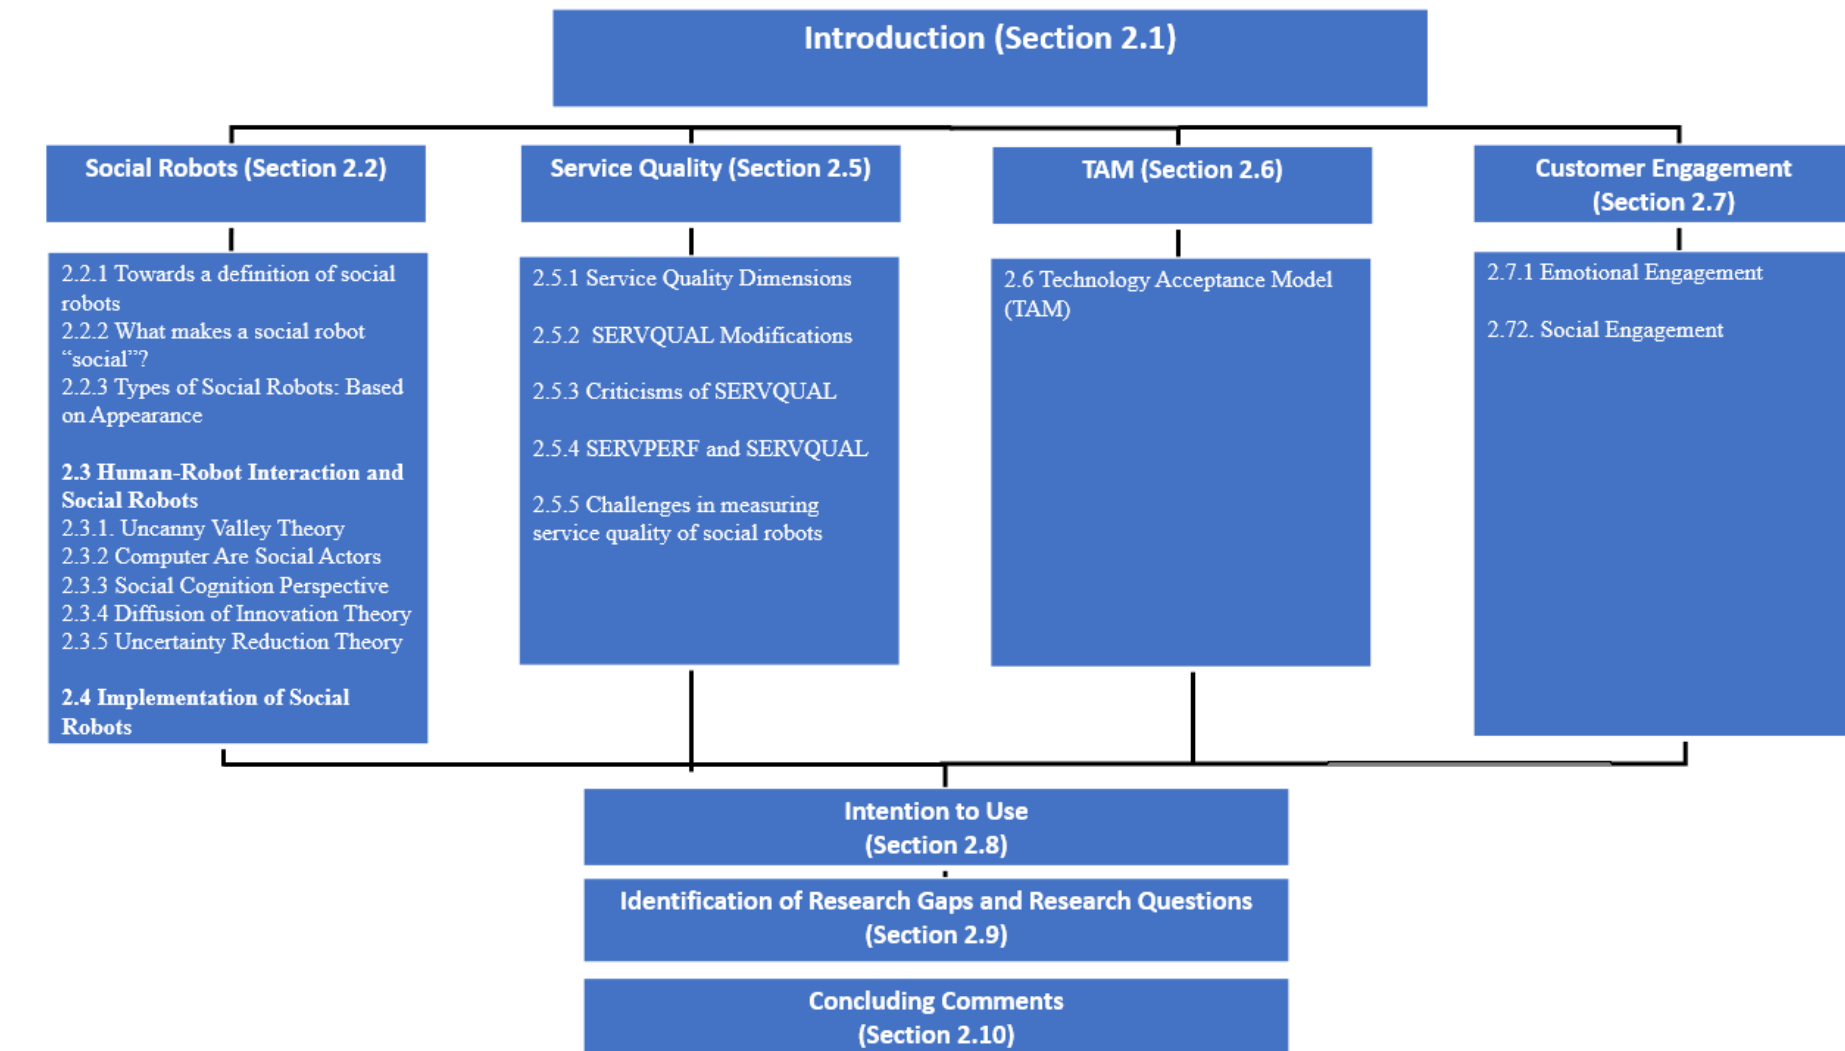 Introduction (Section 2.1)
Social Robots (Section 2.2)
2.2.1 Towards a definition of social
robots
2.2.2 What makes a social robot
“social”?
2.2.3 Types of Social Robots: Based
on Appearance
2.3 Human-Robot Interaction and
Social Robots
2.3.1. Uncanny Valley Theory
2.3.2 Computer Are Social Actors
2.3.3 Social Cognition Perspective
2.3.4 Diffusion of Innovation Theory
2.3.5 Uncertainty Reduction Theory
2.4 Implementation of Social
Robots
Service Quality (Section 2.5)
2.5.1 Service Quality Dimensions
2.5.2 SERVQUAL Modifications
2.5.3 Criticisms of SERVQUAL
2.5.4 SERVPERF and SERVQUAL
2.5.5 Challenges in measuring
service quality of social robots
TAM (Section 2.6)
2.6 Technology Acceptance Model
(TAM)
Customer Engagement
(Section 2.7)
2.7.1 Emotional Engagement
2.72. Social Engagement
Intention to Use
(Section 2.8)
Identification of Research Gaps and Research Questions
(Section 2.9)
Concluding Comments
(Section 2.10)